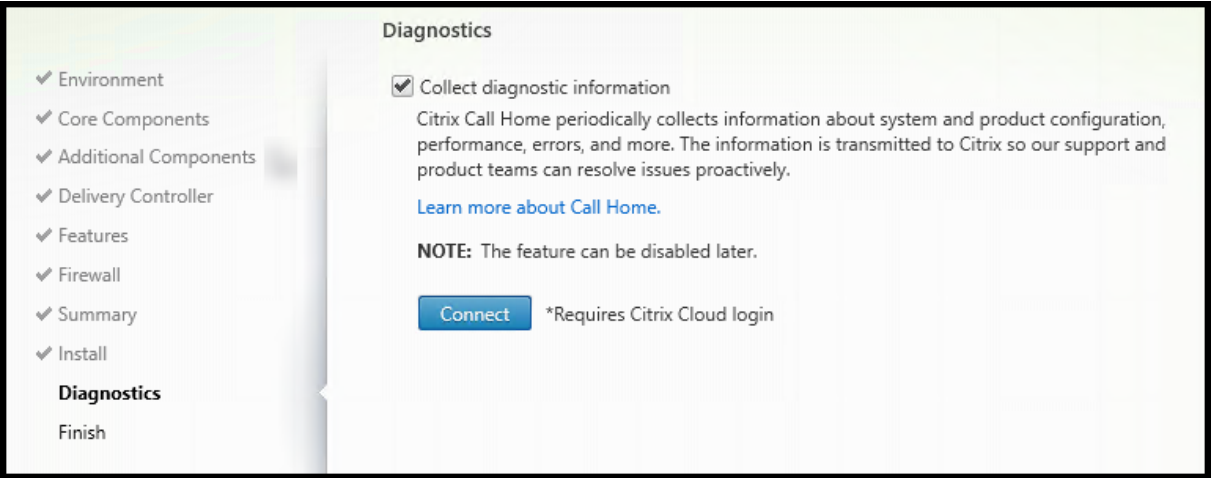 Diagnostics
Environment
Core Components
Additional Components
Delivery Controller
Features
Firewall
Summary
Install
Diagnostics
Finish
Collect diagnostic information
Citrix Call Home periodically collects information about system and product configuration,
performance, errors, and more. The information is transmitted to Citrix so our support and
product teams can resolve issues proactively.
Learn more about Call Home.
NOTE: The feature can be disabled later.
Connect *Requires Citrix Cloud login